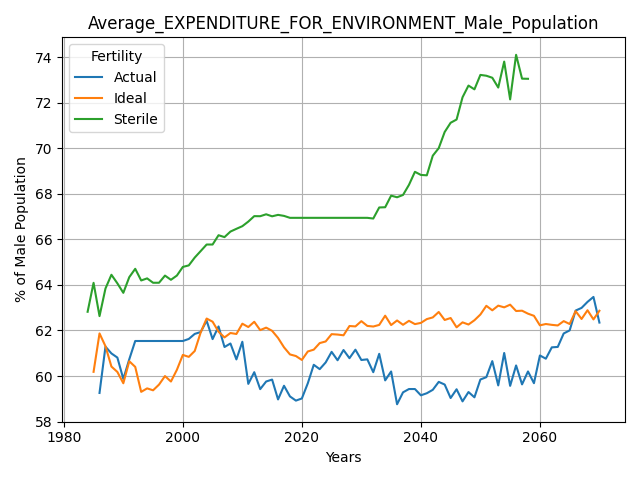 Average_EXPENDITURE_FOR_ENVIRONMENT_Male_Population
Fertility
Actual
Ideal
Sterile
% of Male Population
74
72
70
68
66
64
62
60
58
1980
2000
2020
2040
2060
Years